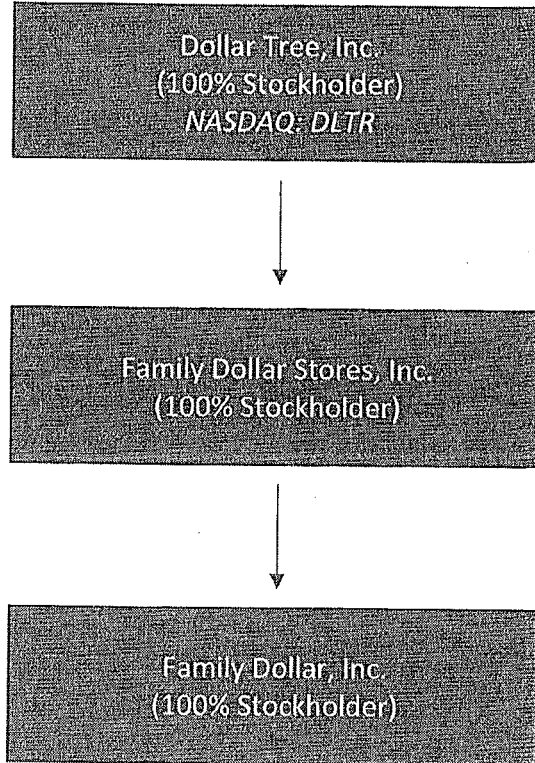 Dollar Tree, Inc.
(100% Stockholder)
NASDAQ: DLTR
Family Dollar Stores, Inc.
(100% Stockholder)
Family Dollar, Inc.
(100% Stockholder)